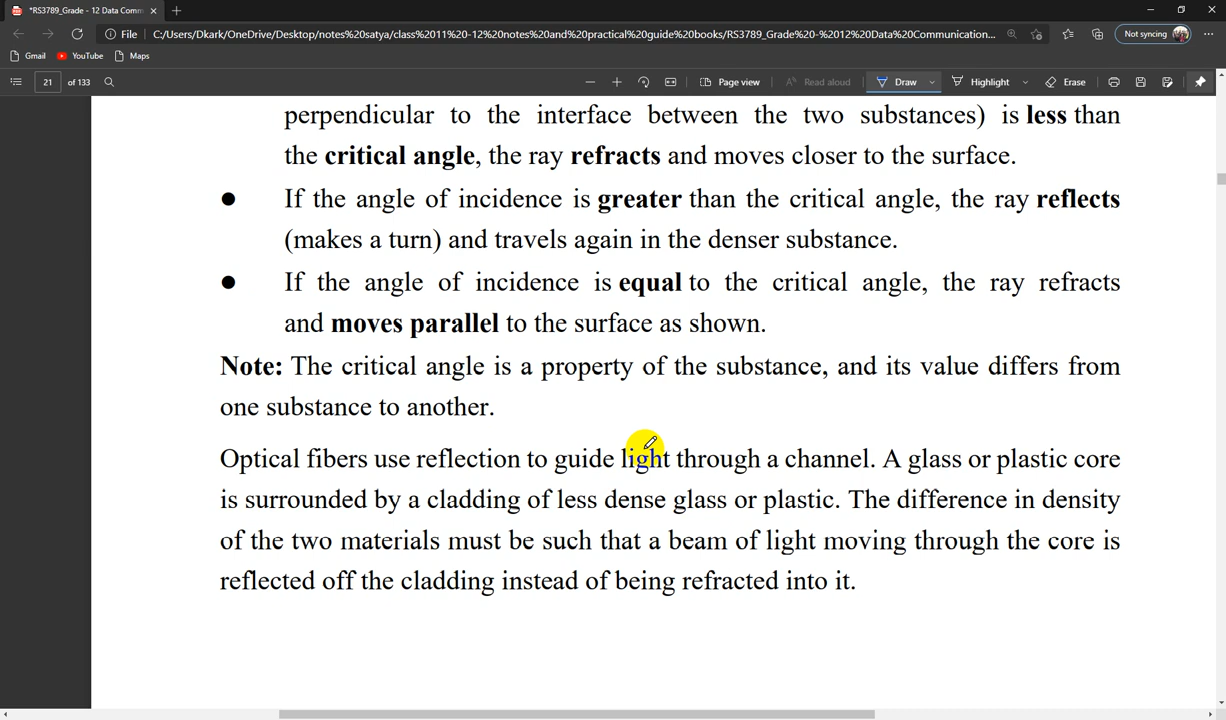 *RS3789_Grade - 12 Data Comm
File
C:/Users/Dkark/OneDrive/Desktop/notes%20satya/class%2011%20-12%20notes%20and%20practical%20guide%20books/RS3789_Grade%20-%2012%20Data%20Communication...
Not syncing
Gmail YouTube Maps
21 of 133 Page view Read aloud Draw Highlight Erase
perpendicular to the interface between the two substances) is less than
the critical angle, the ray refracts and moves closer to the surface.
● If the angle of incidence is greater than the critical angle, the ray reflects
(makes a turn) and travels again in the denser substance.
● If the angle of incidence is equal to the critical angle, the ray refracts
and moves parallel to the surface as shown.
Note: The critical angle is a property of the substance, and its value differs from
one substance to another.
Optical fibers use reflection to guide light through a channel. A glass or plastic core
is surrounded by a cladding of less dense glass or plastic. The difference in density
of the two materials must be such that a beam of light moving through the core is
reflected off the cladding instead of being refracted into it.